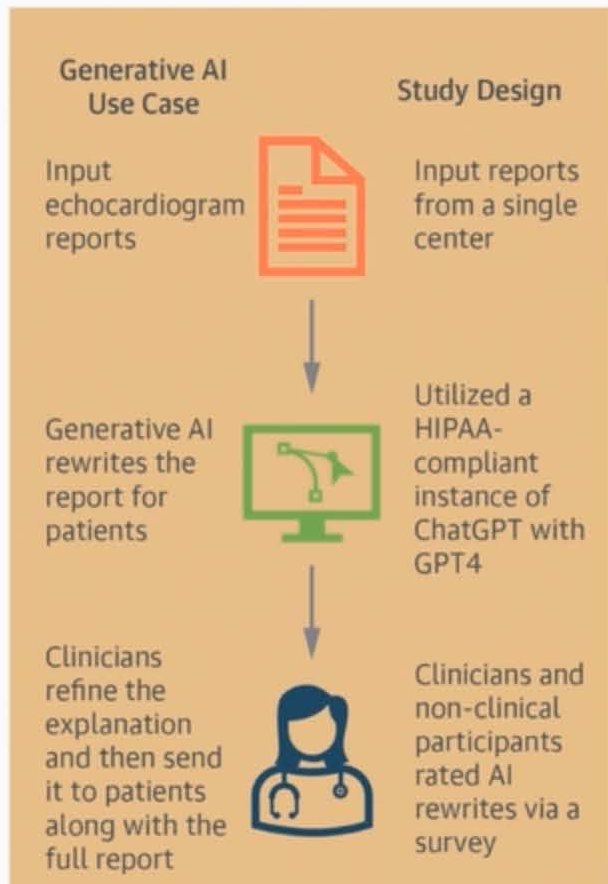 Generative AI
Use Case
Study Design
Input
echocardiogram
reports
Input reports
from a single
center
Generative AI
rewrites the
report for
patients
Utilized a
HIPAA-
compliant
instance of
ChatGPT with
GPT4
Clinicians
refine the
explanation
and then send
it to patients
along with the
full report
Clinicians and
non-clinical
participants
rated AI
rewrites via a
survey